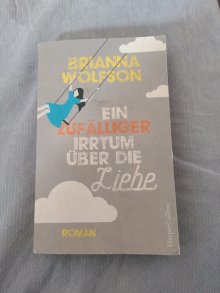 BRIANNA
WOLFSON
EIN
ZUFÄLLIGER
IRRTUM
ÜBER DIE
Liebe
ROMAN
HarperCollins